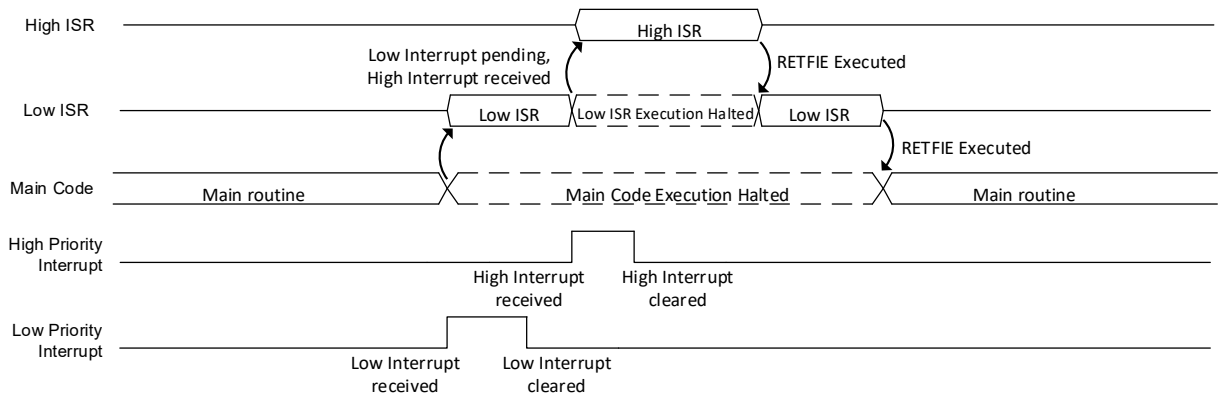 High ISR
High ISR
Low Interrupt pending,
High Interrupt received
RETFIE Executed
Low ISR
Low ISR
Low ISR Execution Halted
Low ISR
RETFIE Executed
Main Code
Main routine
Main Code Execution Halted
Main routine
High Priority
Interrupt
High Interrupt
received
High Interrupt
cleared
Low Priority
Interrupt
Low Interrupt
received
Low Interrupt
cleared